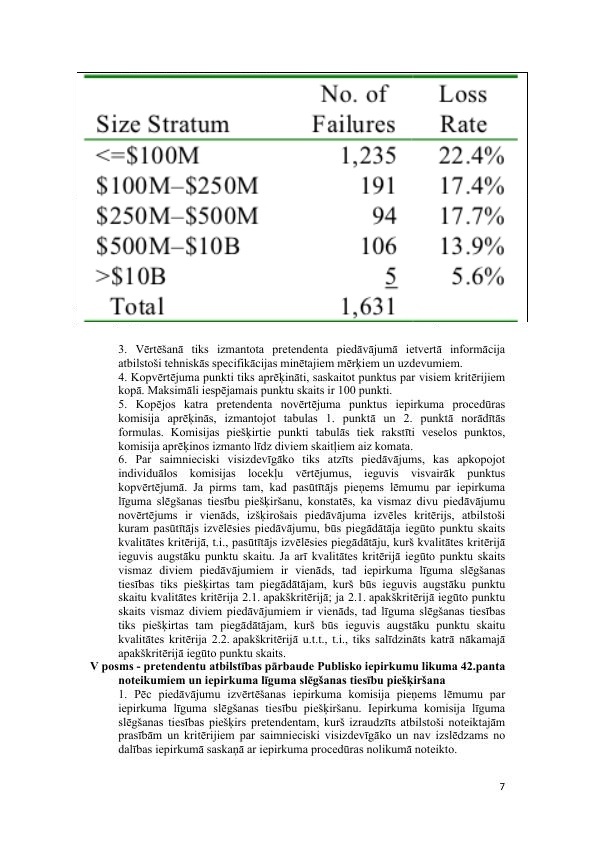 No. of Loss
Size Stratum Failures Rate
<=$100M 1,235 22.4%
$100M–$250M 191 17.4%
$250M–$500M 94 17.7%
$500M–$10B 106 13.9%
>$10B 5 5.6%
Total 1,631
3. Vērtēšanā tiks izmantota pretendenta piedāvājumā ietvertā informācija
atbilstoši tehniskās specifikācijas minētajiem mērķiem un uzdevumiem.
4. Kopvērtējuma punkti tiks aprēķināti, saskaitot punktus par visiem kritērijiem
kopā. Maksimāli iespējamais punktu skaits ir 100 punkti.
5. Kopējos katra pretendenta novērtējuma punktus iepirkuma procedūras
komisija aprēķinās, izmantojot tabulas 1. punktā un 2. punktā norādītās
formulas. Komisijas piešķirtie punkti tabulās tiek rakstīti veselos punktos,
komisija aprēķinos izmanto līdz diviem skaitļiem aiz komata.
6. Par saimnieciski visizdevīgāko tiks atzīts piedāvājums, kas apkopojot
individuālos komisijas locekļu vērtējumus, ieguvis visvairāk punktus
kopvērtējumā. Ja pirms tam, kad pasūtītājs pieņems lēmumu par iepirkuma
līguma slēgšanas tiesību piešķiršanu, konstatēs, ka vismaz divu piedāvājumu
novērtējums ir vienāds, izšķirošais piedāvājuma izvēles kritērijs, atbilstoši
kuram pasūtītājs izvēlēsies piedāvājumu, būs piegādātāja iegūto punktu skaits
kvalitātes kritērijā, t.i., pasūtītājs izvēlēsies piegādātāju, kurš kvalitātes kritērijā
ieguvis augstāku punktu skaitu. Ja arī kvalitātes kritērijā iegūto punktu skaits
vismaz diviem piedāvājumiem ir vienāds, tad iepirkuma līguma slēgšanas
tiesības tiks piešķirtas tam piegādātājam, kurš būs ieguvis augstāku punktu
skaitu kvalitātes kritērija 2.1. apakškritērijā; ja 2.1. apakškritērijā iegūto punktu
skaits vismaz diviem piedāvājumiem ir vienāds, tad līguma slēgšanas tiesības
tiks piešķirtas tam piegādātājam, kurš būs ieguvis augstāku punktu skaitu
kvalitātes kritērija 2.2. apakškritērijā u.t.t., t.i., tiks salīdzināts katrā nākamajā
apakškritērijā iegūto punktu skaits.
V posms - pretendentu atbilstības pārbaude Publisko iepirkumu likuma 42.panta
noteikumiem un iepirkuma līguma slēgšanas tiesību piešķiršana
1. Pēc piedāvājumu izvērtēšanas iepirkuma komisija pieņems lēmumu par
iepirkuma līguma slēgšanas tiesību piešķiršanu. Iepirkuma komisija līguma
slēgšanas tiesības piešķirs pretendentam, kurš izraudzīts atbilstoši noteiktajām
prasībām un kritērijiem par saimnieciski visizdevīgāko un nav izslēdzams no
dalības iepirkumā saskaņā ar iepirkuma procedūras nolikumā noteikto.
7